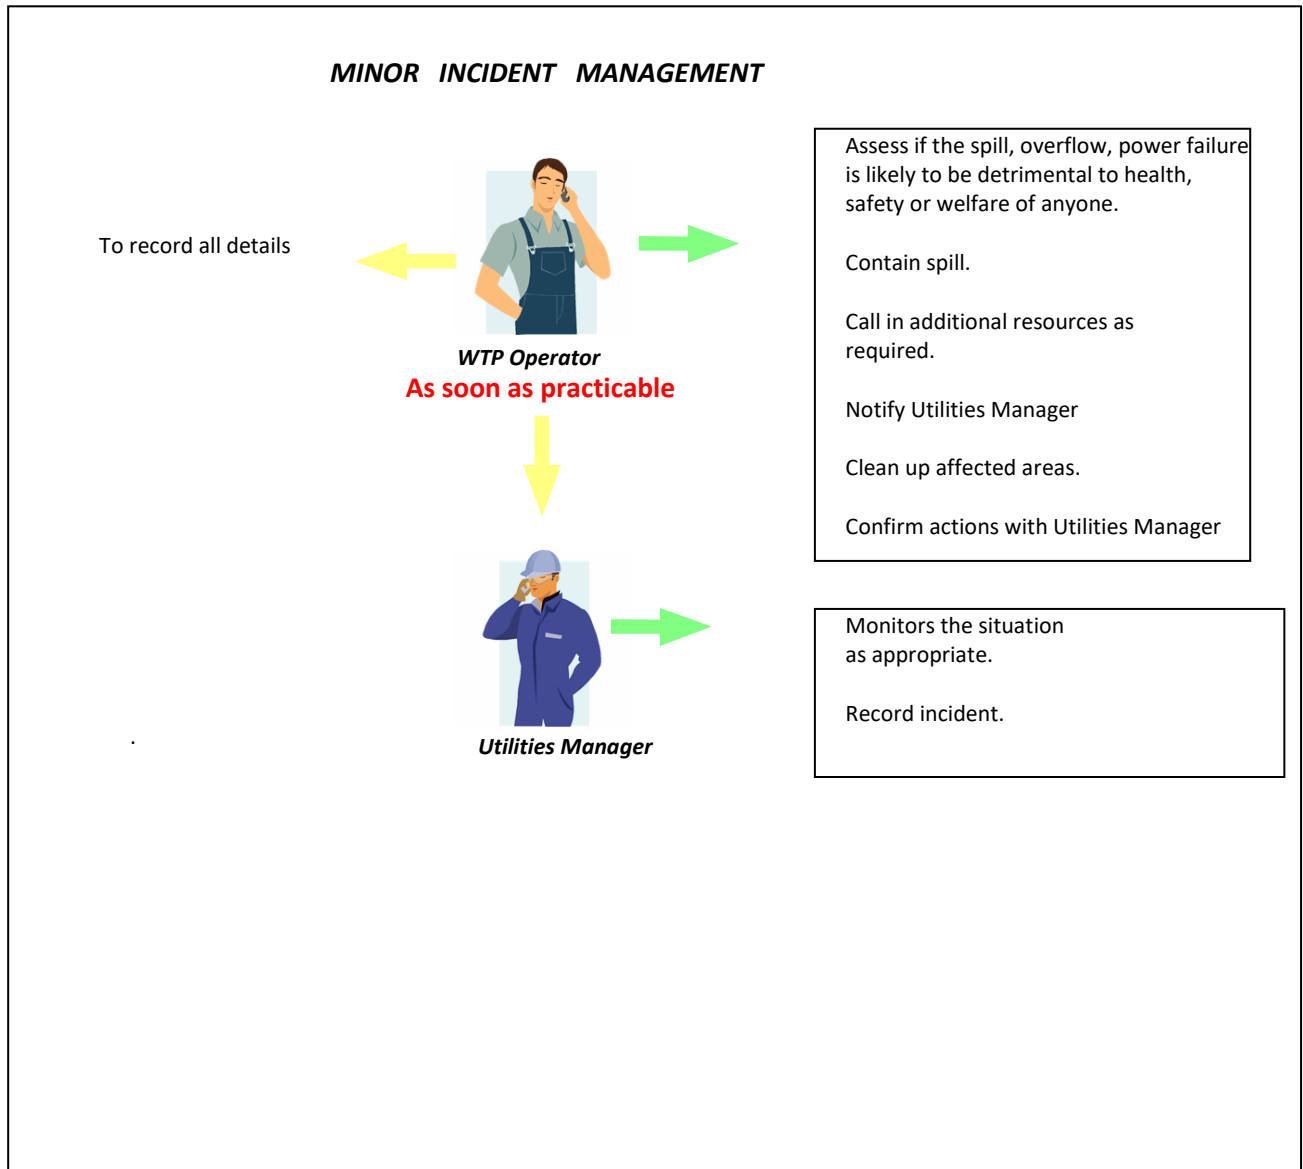 MINOR INCIDENT MANAGEMENT
To record all details
WTP Operator
As soon as practicable
Assess if the spill, overflow, power failure
is likely to be detrimental to health,
safety or welfare of anyone.
Contain spill.
Call in additional resources as
required.
Notify Utilities Manager
Clean up affected areas.
Confirm actions with Utilities Manager
.
Utilities Manager
Monitors the situation
as appropriate.
Record incident.